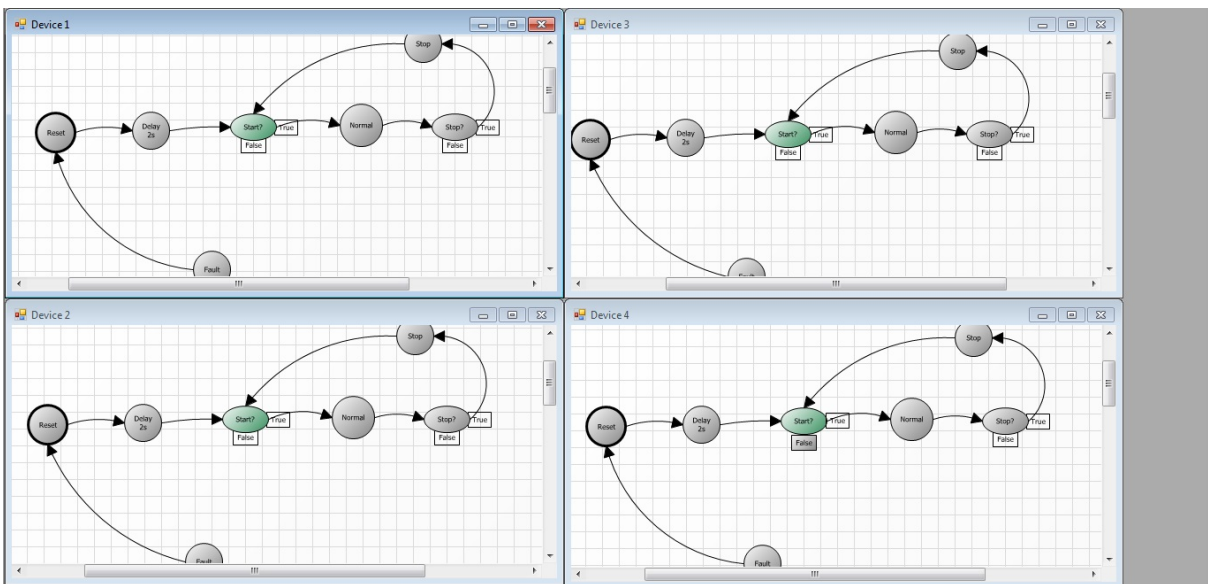 Device 1
Stop
Reset
Delay
2s
Start?
True
False
Normal
Stop?
True
False
Fault
Device 3
Stop
Reset
Delay
2s
Start?
True
False
Normal
Stop?
True
False
Fault
Device 2
Stop
Reset
Delay
2s
Start?
True
False
Normal
Stop?
True
False
Fault
Device 4
Stop
Reset
Delay
2s
Start?
True
False
Normal
Stop?
True
False
Fault